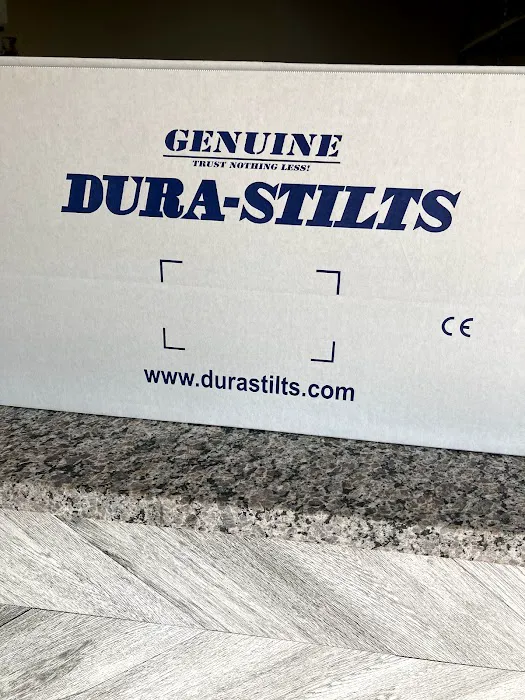 GENUINE
TRUST NOTHING LESS!
DURA-STILTS
CE
www.durastilts.com